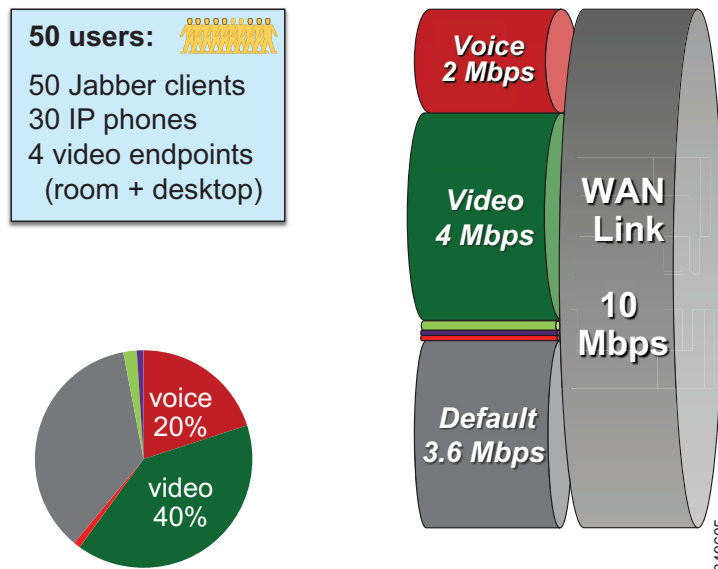 50 users:
50 Jabber clients
30 IP phones
4 video endpoints
(room + desktop)
Voice
2 Mbps
Video
4 Mbps
Default
3.6 Mbps
WAN
Link
10
Mbps
voice
20%
video
40%